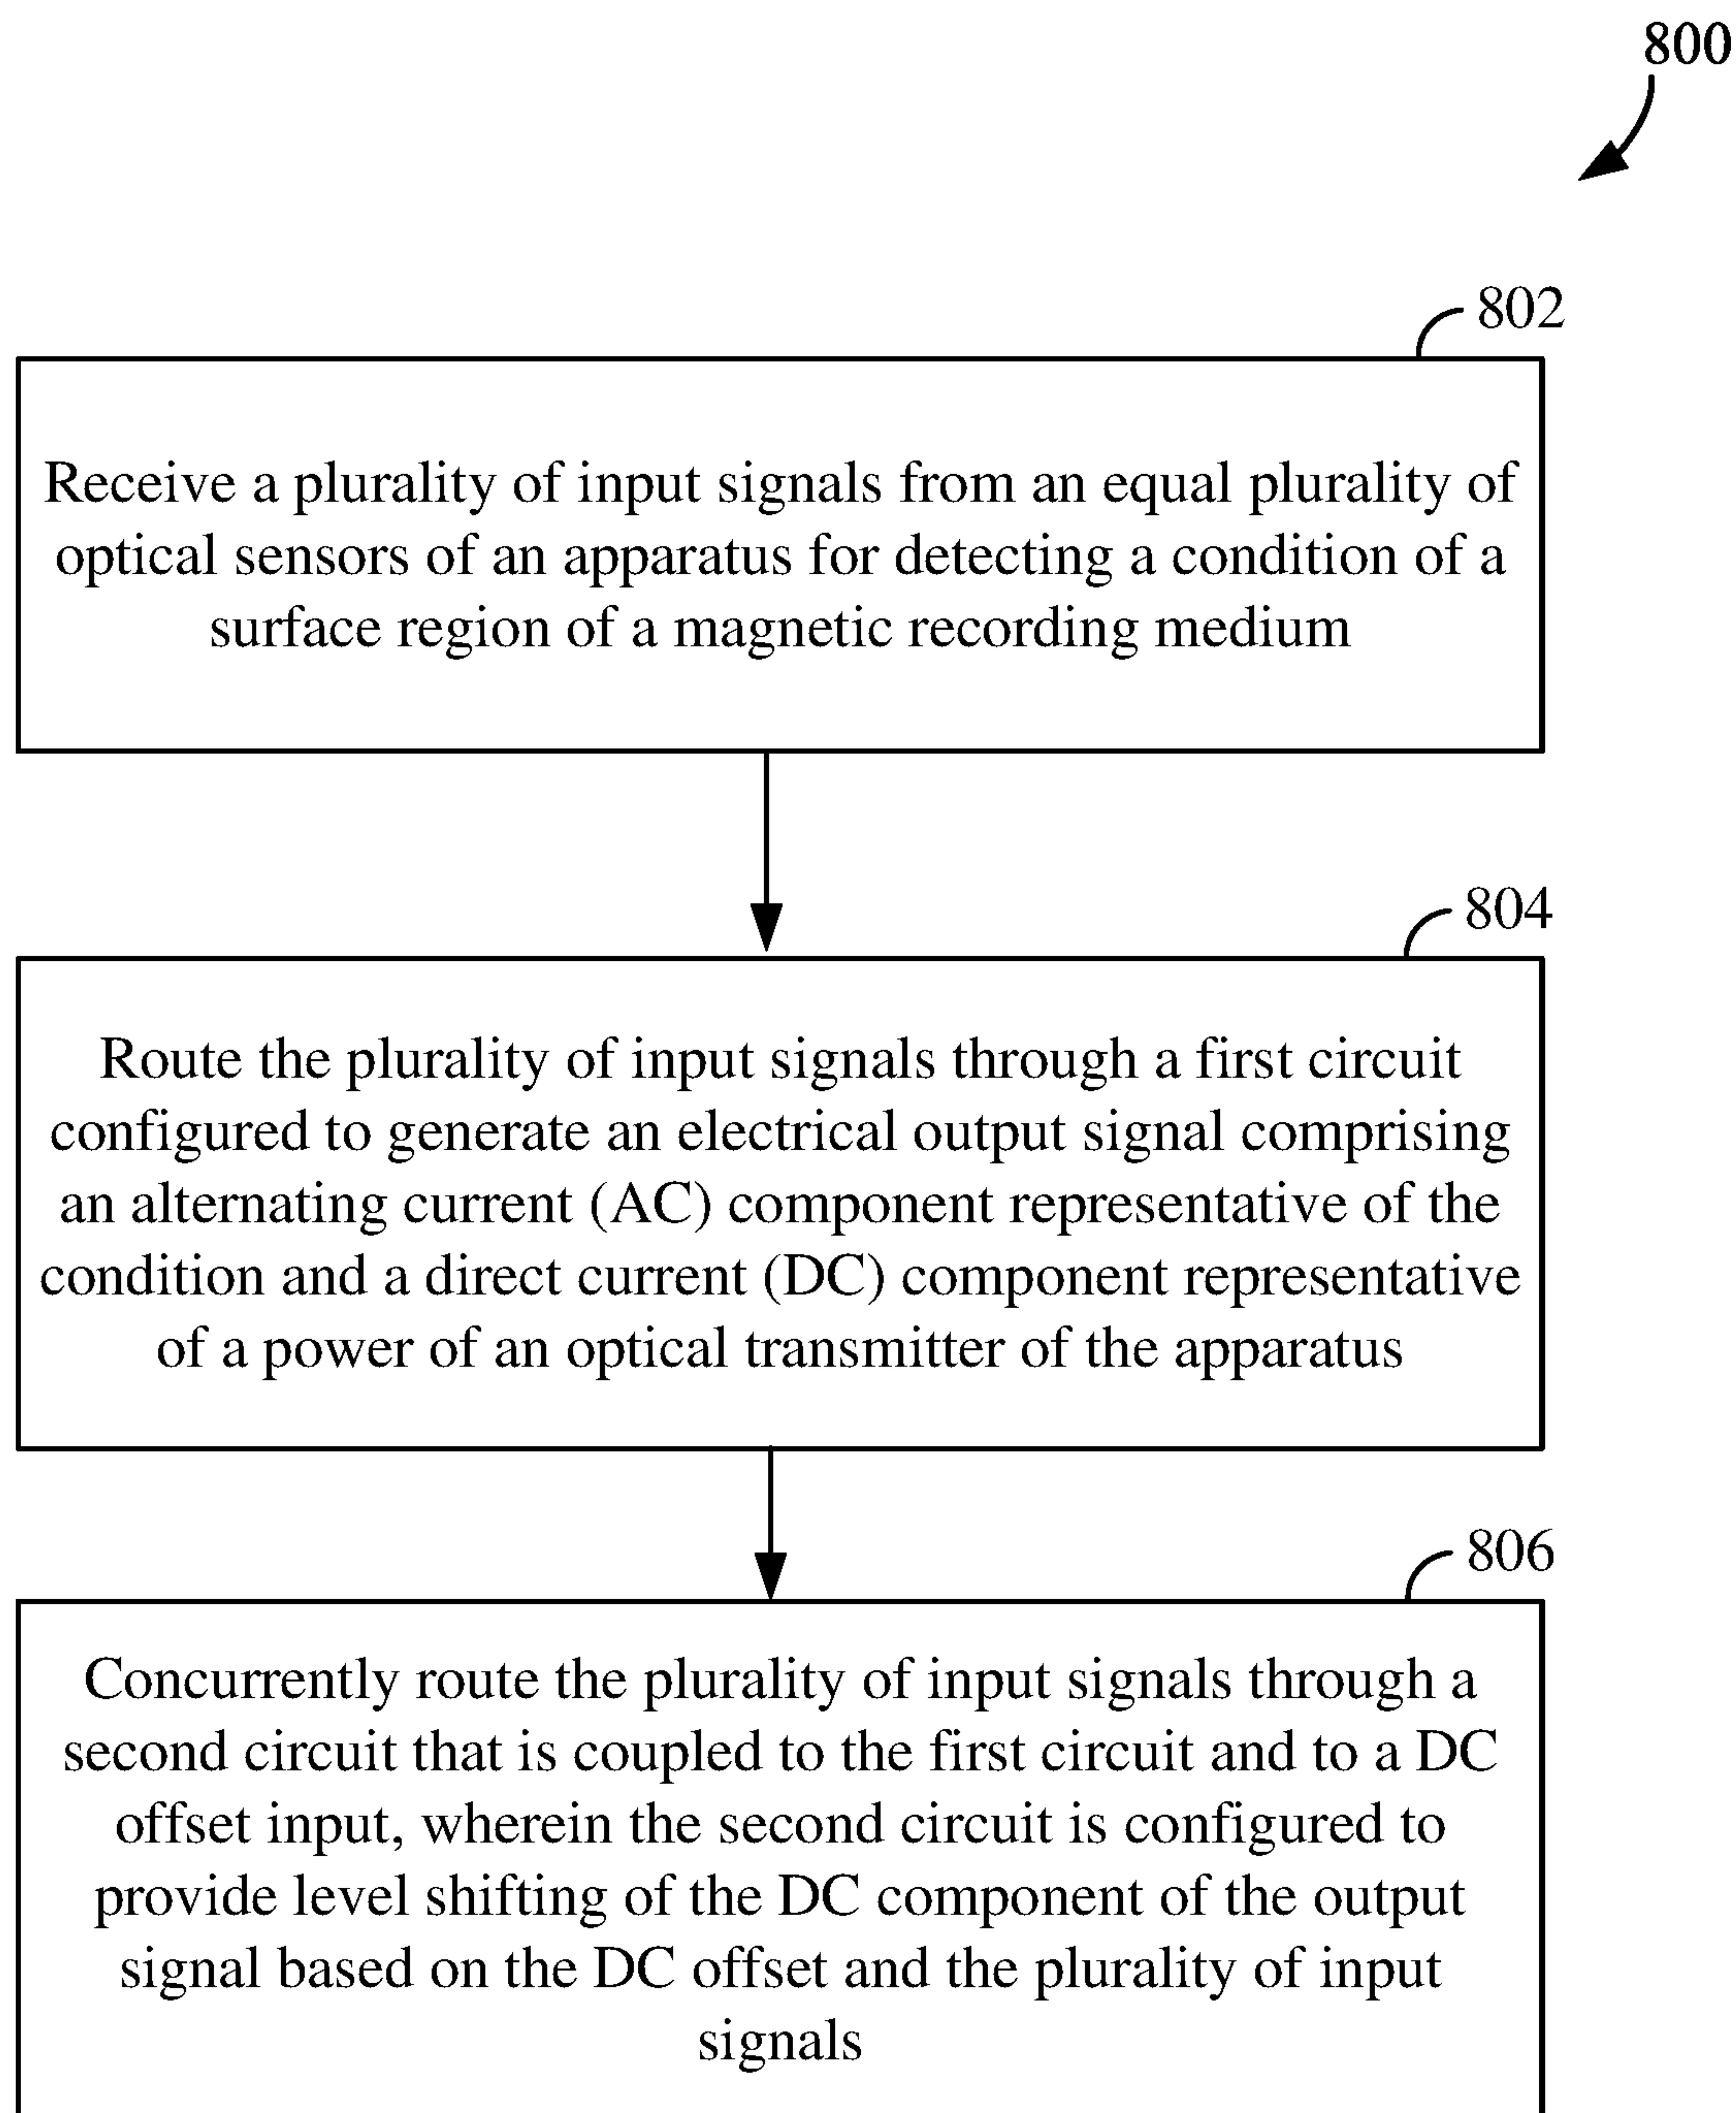 800
802
Receive a plurality of input signals from an equal plurality of
optical sensors of an apparatus for detecting a condition of a
surface region of a magnetic recording medium
804
Route the plurality of input signals through a first circuit
configured to generate an electrical output signal comprising
an alternating current (AC) component representative of the
condition and a direct current (DC) component representative
of a power of an optical transmitter of the apparatus
806
Concurrently route the plurality of input signals through a
second circuit that is coupled to the first circuit and to a DC
offset input, wherein the second circuit is configured to
provide level shifting of the DC component of the output
signal based on the DC offset and the plurality of input
signals